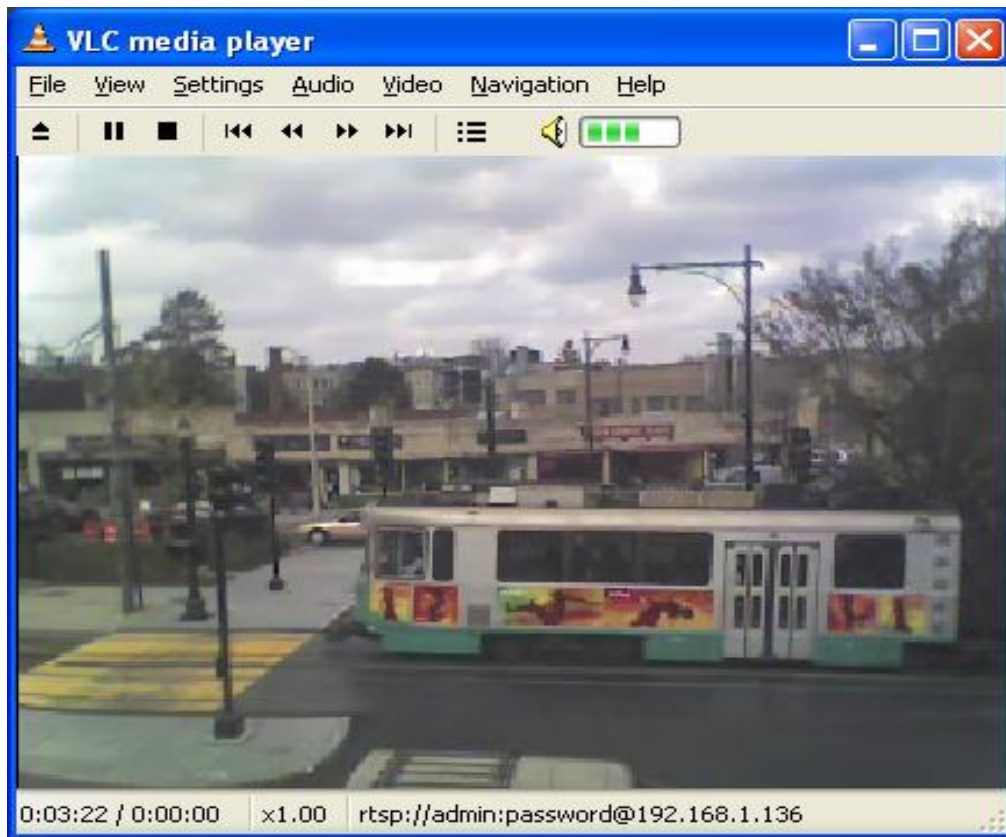 VLC media player
File View Settings Audio Video Navigation Help
0:03:22 / 0:00:00 x1.00 rtsp://admin:password@192.168.1.136